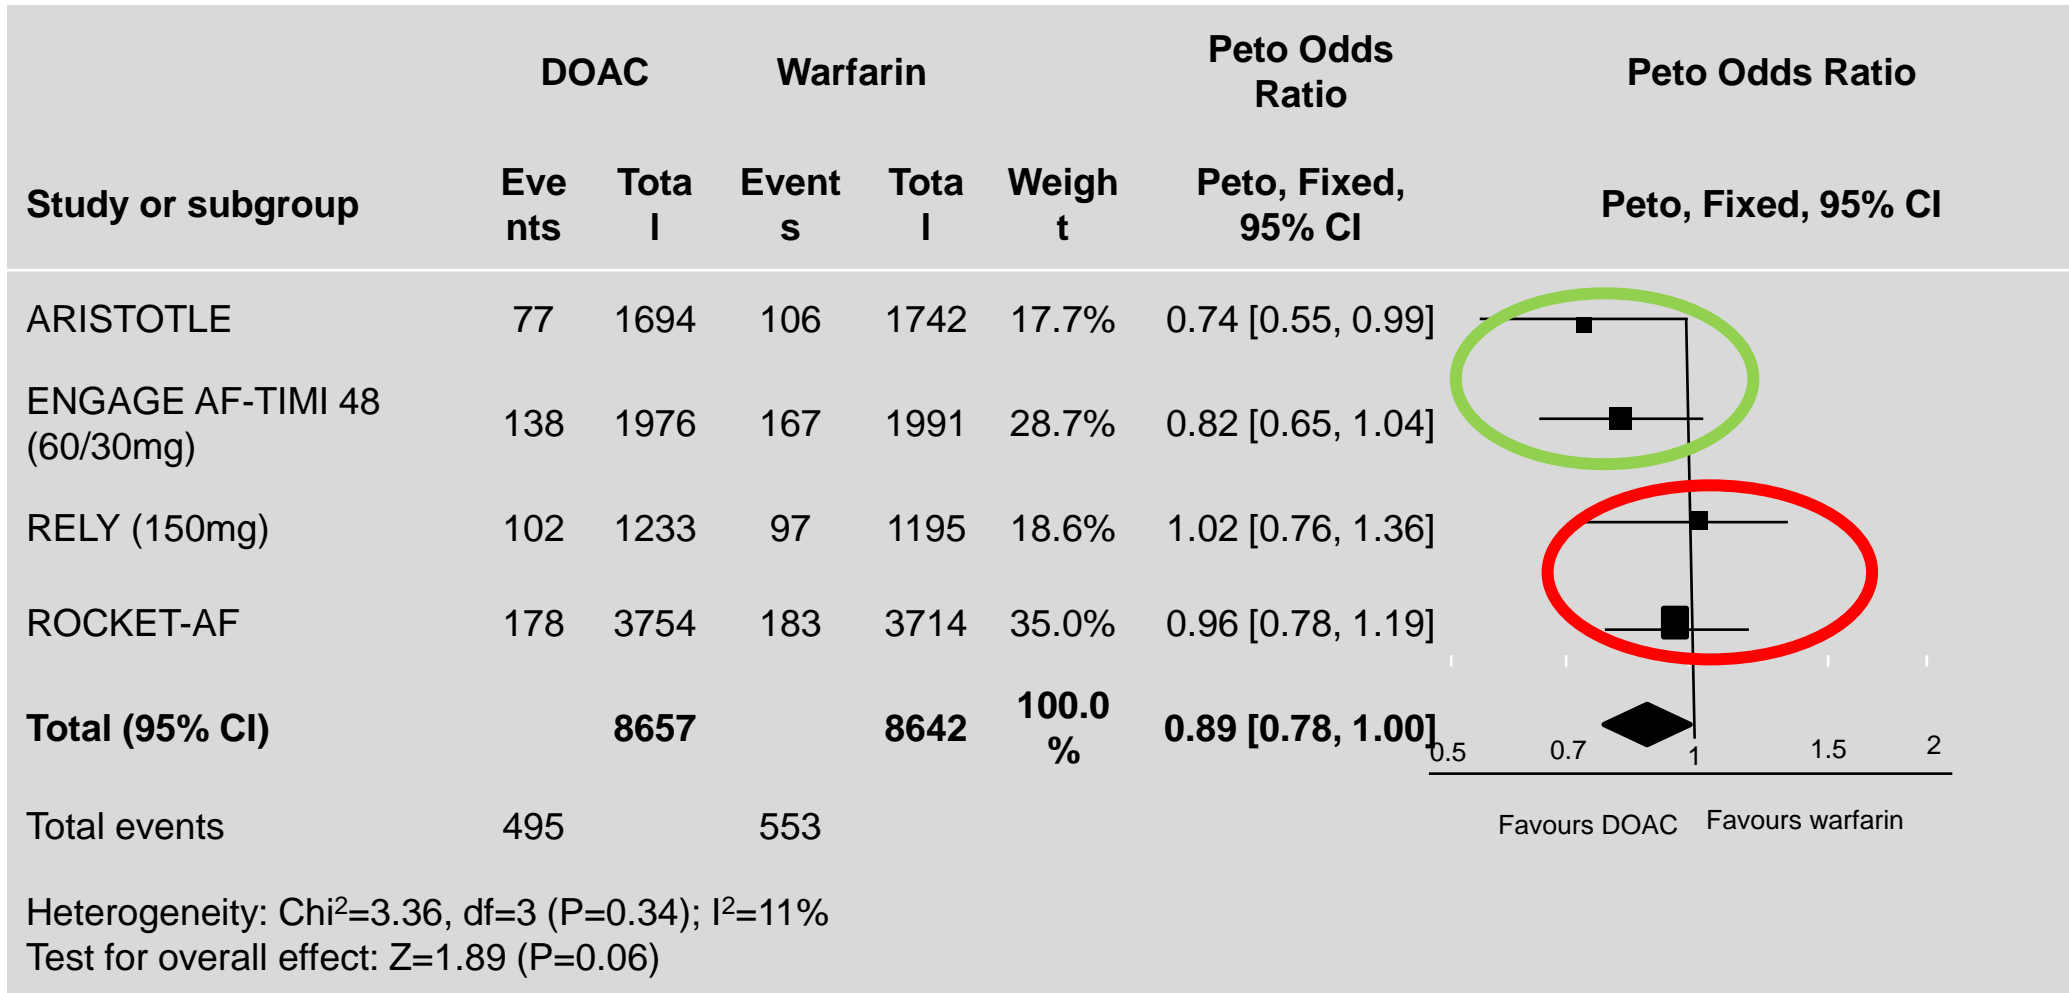 DOAC Warfarin Peto Odds Ratio Peto Odds Ratio
Study or subgroup Eve nts Tota l Event s Tota l Weigh t Peto, Fixed, 95% CI Peto, Fixed, 95% CI
ARISTOTLE 77 1694 106 1742 17.7% 0.74 [0.55, 0.99]
ENGAGE AF-TIMI 48
(60/30mg) 138 1976 167 1991 28.7% 0.82 [0.65, 1.04]
RELY (150mg) 102 1233 97 1195 18.6% 1.02 [0.76, 1.36]
ROCKET-AF 178 3754 183 3714 35.0% 0.96 [0.78, 1.19]
Total (95% CI) 8657 8642 100.0 % 0.89 [0.78, 1.00]
0.5 0.7 1 1.5 2
Total events 495 553
Favours DOAC Favours warfarin
Heterogeneity: Chi²=3.36, df=3 (P=0.34); I²=11%
Test for overall effect: Z=1.89 (P=0.06)